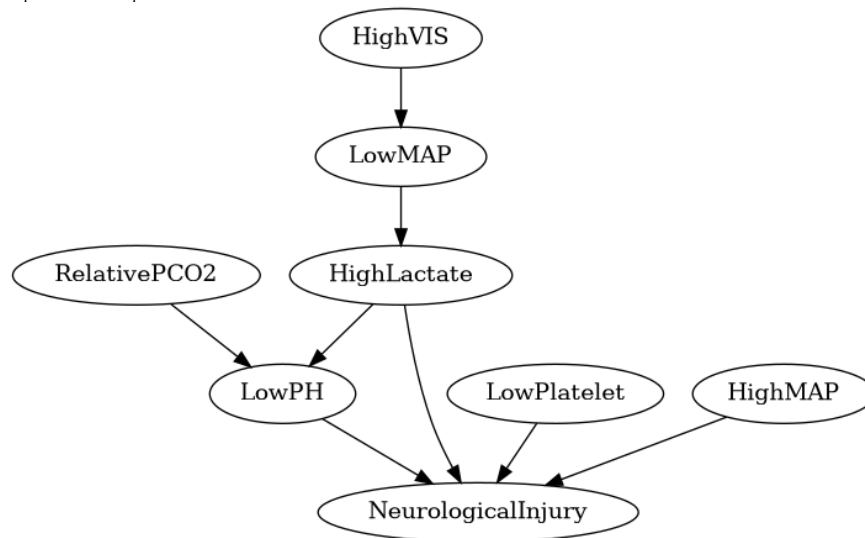 HighVIS
LowMAP
RelativePCO2
HighLactate
LowPH
LowPlatelet
HighMAP
NeurologicalInjury